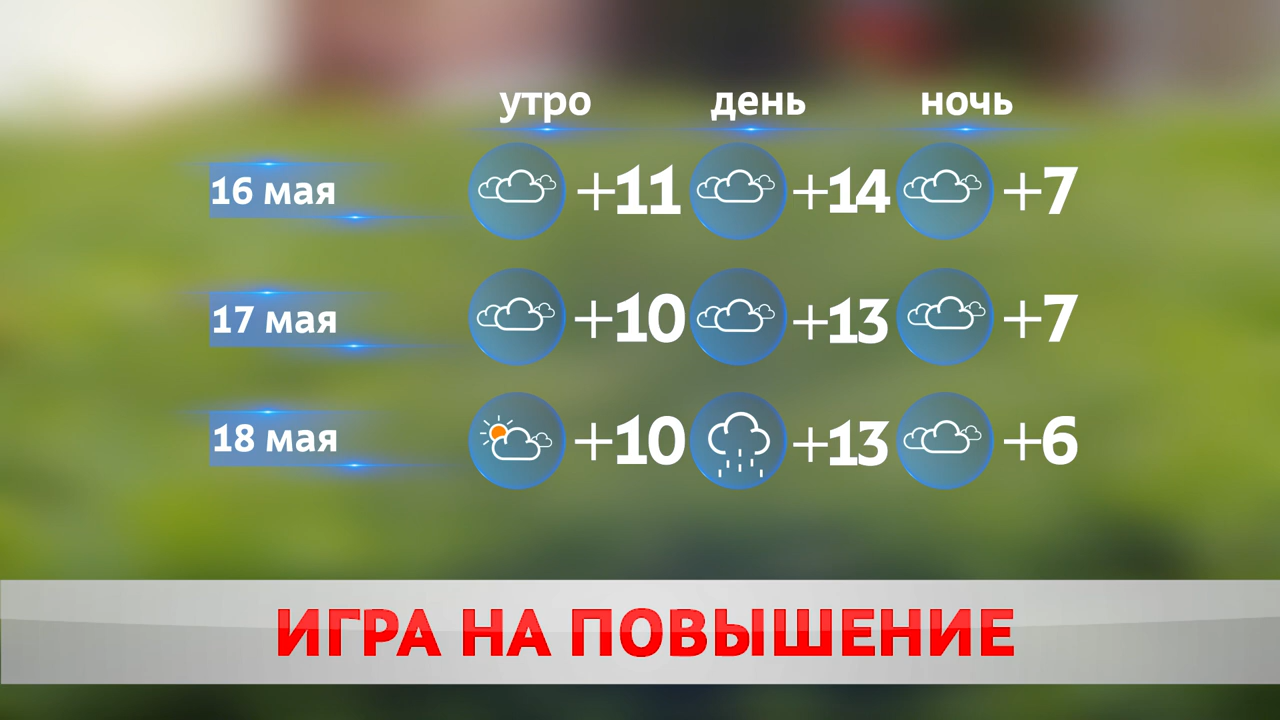 утро день ночь
16 мая +11 +14 +7
17 мая +10 +13 +7
18 мая +10 +13 +6
ИГРА НА ПОВЫШЕНИЕ